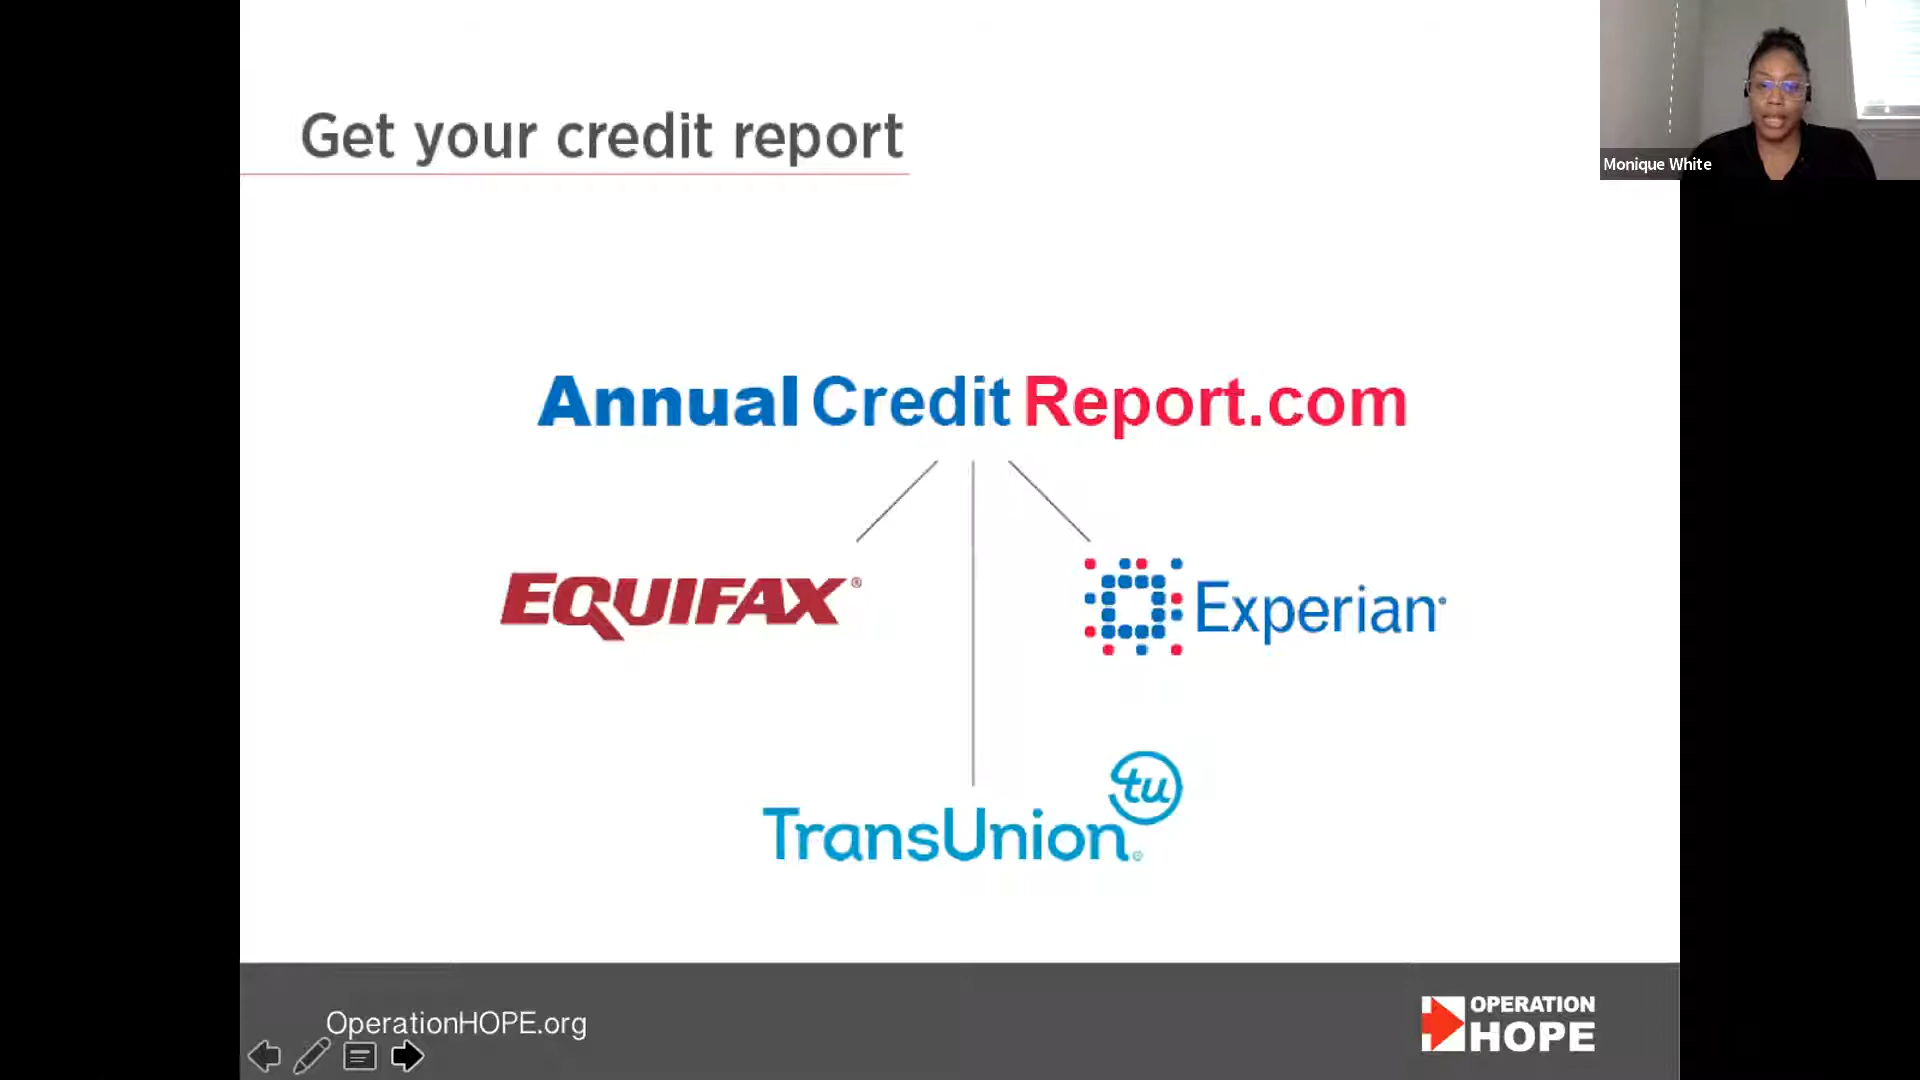 Get your credit report
Monique White
AnnualCreditReport.com
EQUIFAX®
Experian
tu
TransUnion
OperationHOPE.org
OPERATION
HOPE